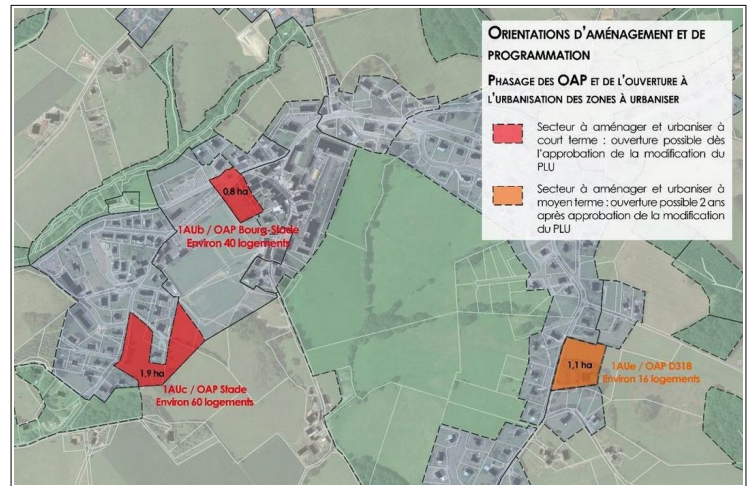 ORIENTATIONS D'AMÉNAGEMENT ET DE
PROGRAMMATION
PHASAGE DES OAP ET DE L'OUVERTURE À
L'URBANISATION DES ZONES À URBANISER
Secteur à aménager et urbaniser à
court terme : ouverture possible dès
l'approbation de la modification du
PLU
Secteur à aménager et urbaniser à
moyen terme : ouverture possible 2 ans
après approbation de la modification
du PLU
0.8 ha
1AUb / OAP Bourg-Stade
Environ 40 logements
1.9 ha
1AUc / OAP Stade
Environ 60 logements
1,1 ha
1AUe / OAP D318
Environ 16 logements